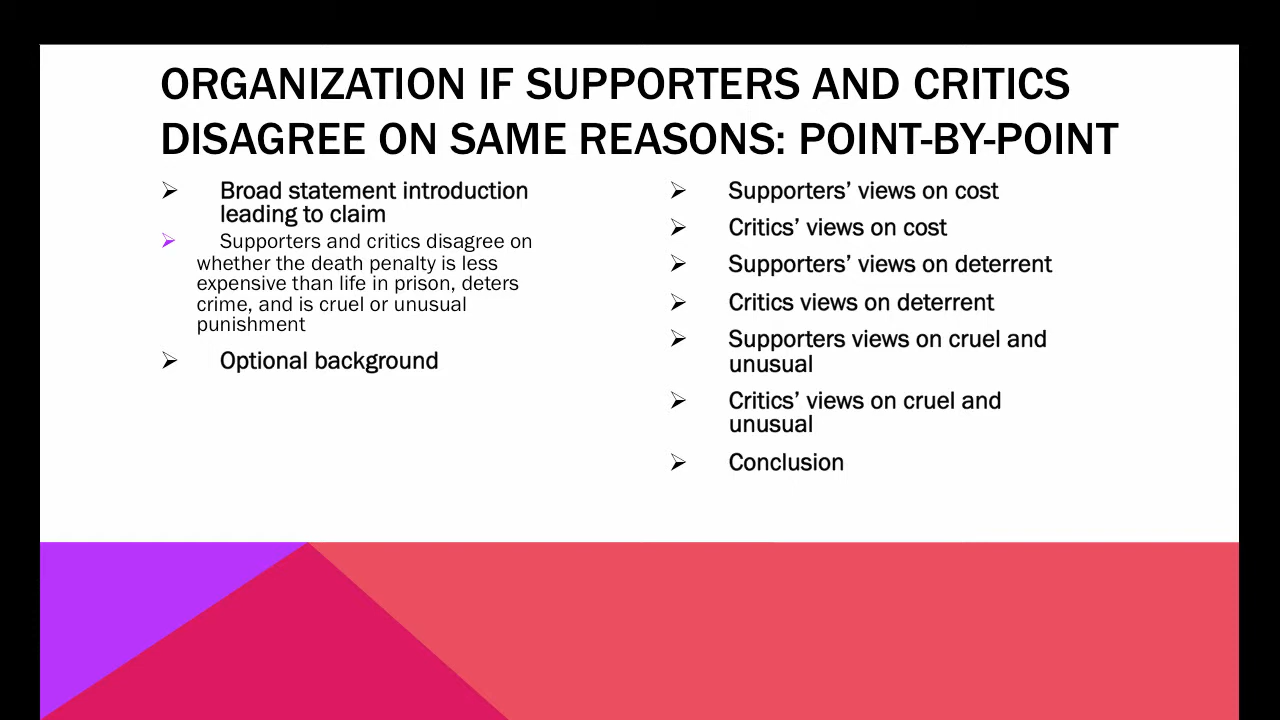 ORGANIZATION IF SUPPORTERS AND CRITICS
DISAGREE ON SAME REASONS: POINT-BY-POINT
Broad statement introduction
leading to claim
Supporters and critics disagree on
whether the death penalty is less
expensive than life in prison, deters
crime, and is cruel or unusual
punishment
Optional background
Supporters’ views on cost
Critics’ views on cost
Supporters’ views on deterrent
Critics views on deterrent
Supporters views on cruel and
unusual
Critics’ views on cruel and
unusual
Conclusion